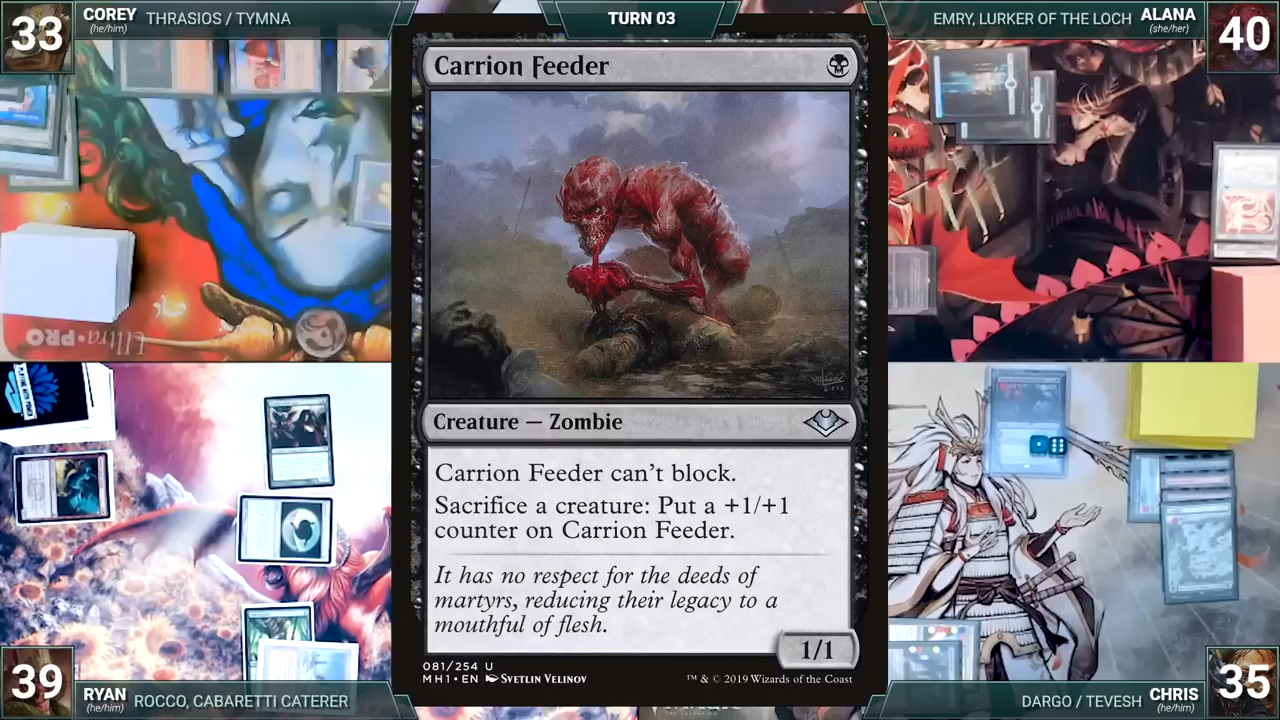 33
COREY
(he/him)
THRASIOS / TYMNA
TURN 03
EMRY, LURKER OF THE LOCH
ALANA
(she/her)
40
Carrion Feeder
Creature — Zombie
Carrion Feeder can't block.
Sacrifice a creature: Put a +1/+1
counter on Carrion Feeder.
It has no respect for the deeds of
martyrs, reducing their legacy to a
mouthful of flesh.
1/1
081/254 U
MH1 • EN SVETLIN VELINOV
™ & © 2019 Wizards of the Coast
Ultra•PRO
39
RYAN
(he/him)
ROCCO, CABARETTI CATERER
DARGO / TEVESH
CHRIS
(he/him)
35